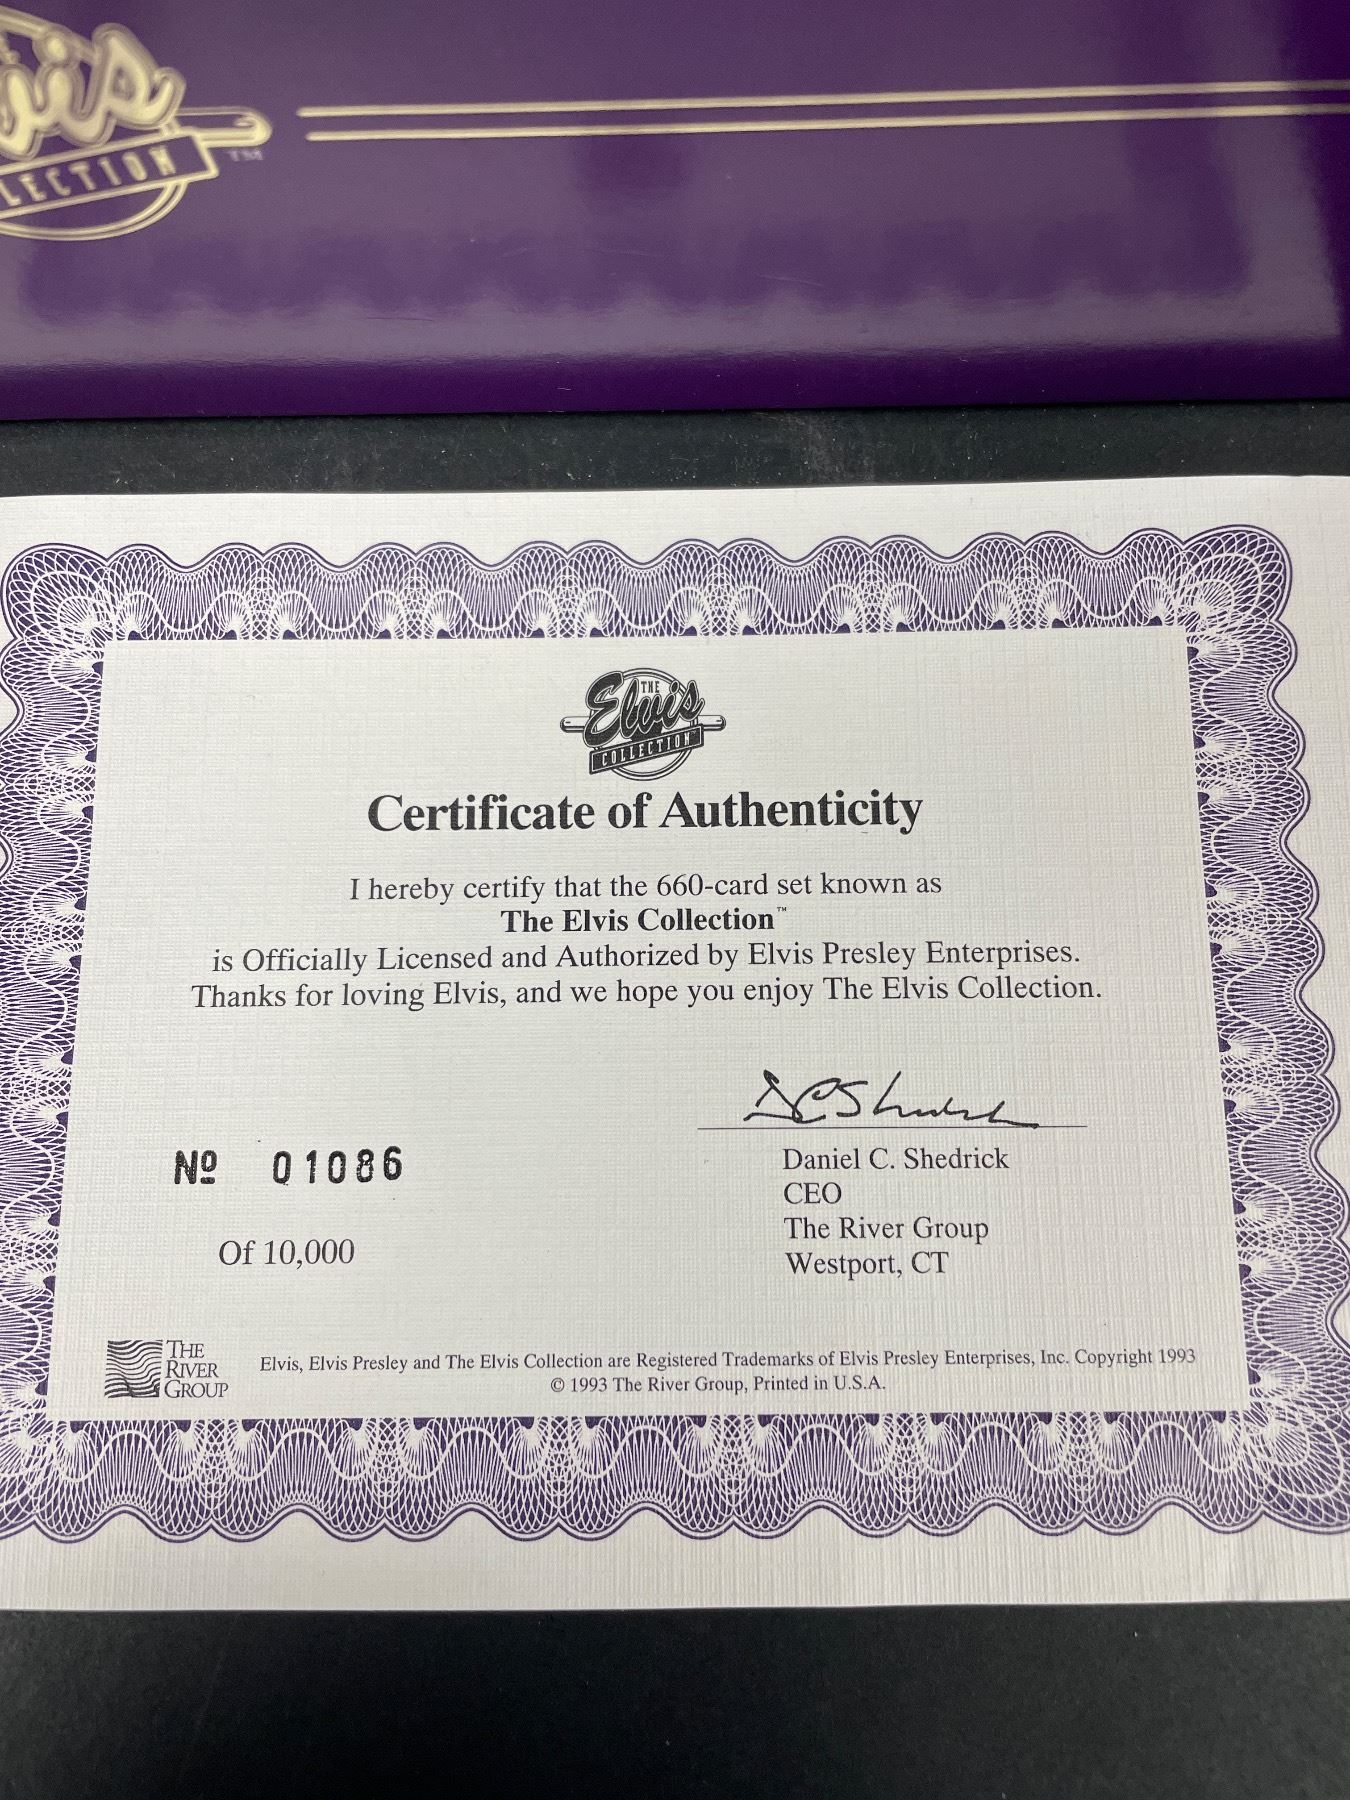 LECTION
TM
THE
Elvis
COLLECTION
Certificate of Authenticity
I hereby certify that the 660-card set known as
The Elvis Collection™
is Officially Licensed and Authorized by Elvis Presley Enterprises.
Thanks for loving Elvis, and we hope you enjoy The Elvis Collection.
Nº 01086
Of 10,000
DCShedrick
Daniel C. Shedrick
CEO
The River Group
Westport, CT
THE
RIVER
GROUP
Elvis, Elvis Presley and The Elvis Collection are Registered Trademarks of Elvis Presley Enterprises, Inc. Copyright 1993
© 1993 The River Group, Printed in U.S.A.